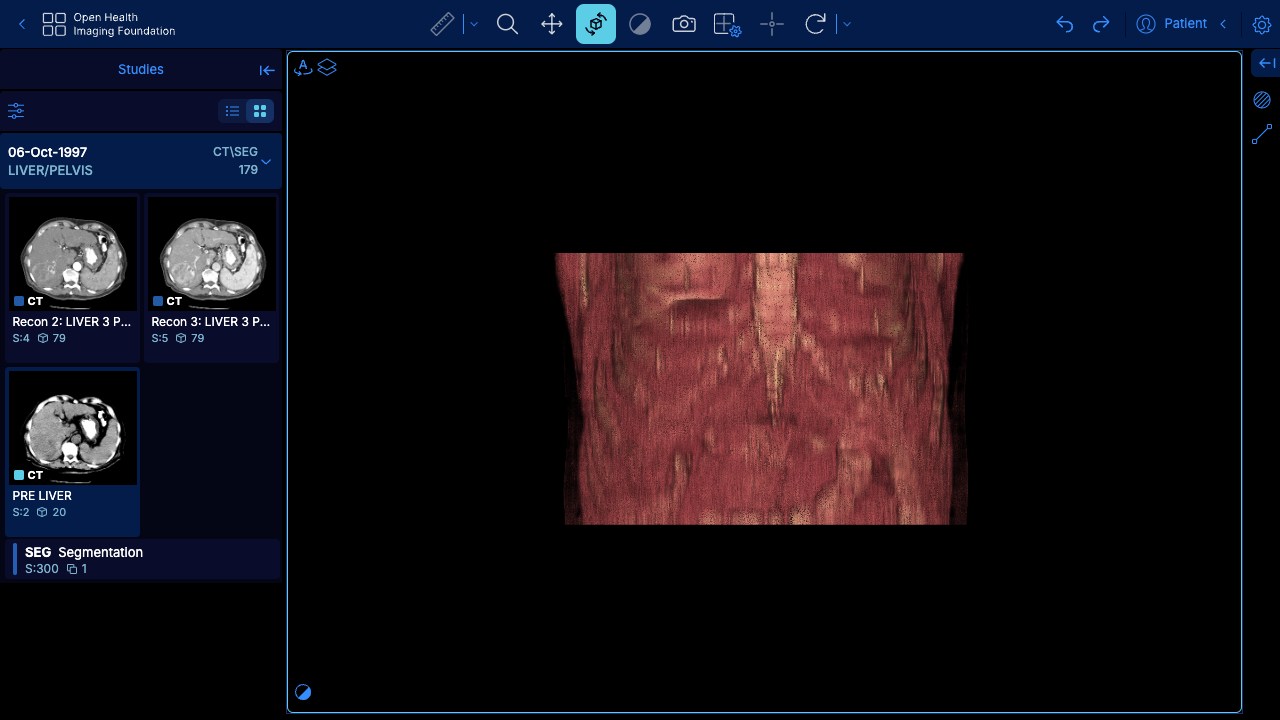 Open Health
Imaging Foundation
Patient
Studies
A
06-Oct-1997
CT\SEG
LIVER/PELVIS
179
CT
CT
Recon 2: LIVER 3 P...
Recon 3: LIVER 3 P...
S:4 79
S:5 79
CT
PRE LIVER
S:2 20
SEG Segmentation
S:300 1